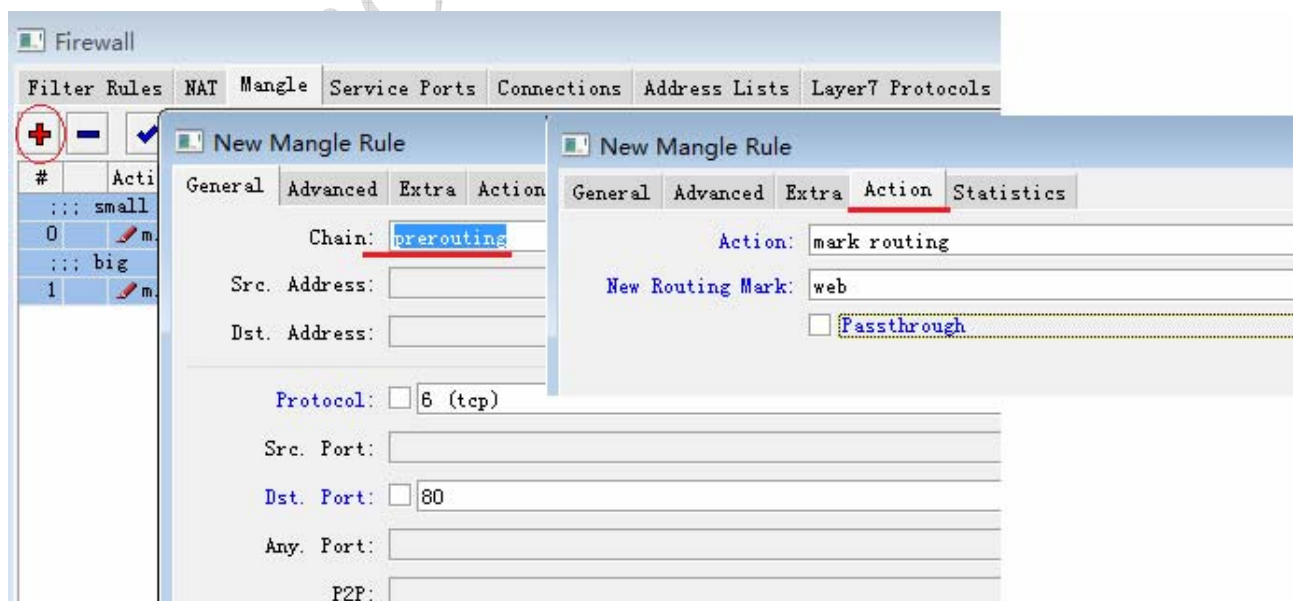 Firewall
Filter Rules NAT Mangle Service Ports Connections Address Lists Layer7 Protocols
# Acti
::: small
0 m.
::: big
1 m.
New Mangle Rule
General Advanced Extra Action
Chain: prerouting
Src. Address:
Dst. Address:
Protocol: 6 (tcp)
Src. Port:
Dst. Port: 80
Any. Port:
P2P:
New Mangle Rule
General Advanced Extra Action Statistics
Action: mark routing
New Routing Mark: web
Passthrough